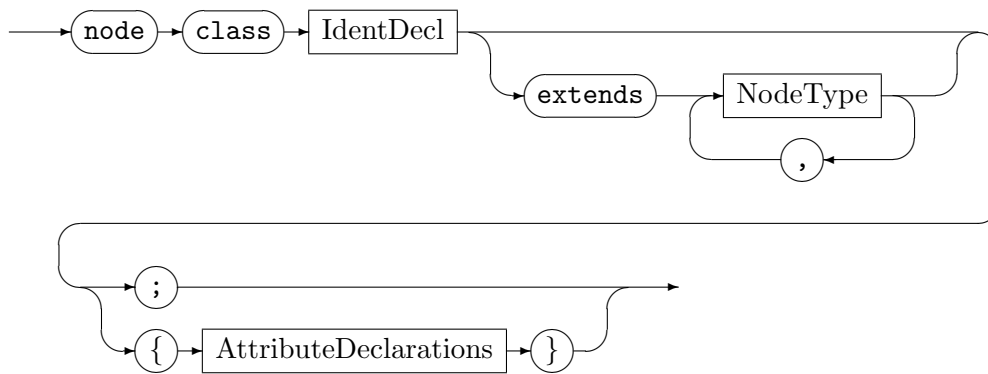 node class IdentDecl
extends NodeType
,
;
{ AttributeDeclarations }